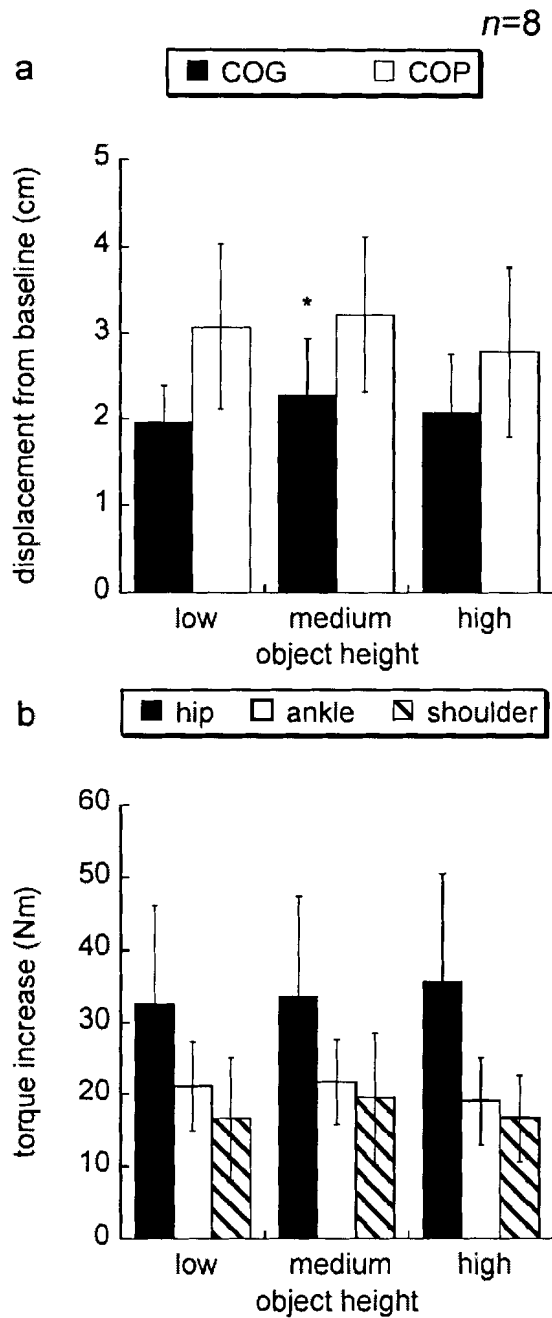 n=8
a
COG COP
displacement from baseline (cm)
5
4
3
2
1
0
*
low medium high
object height
b
hip ankle shoulder
torque increase (Nm)
60
50
40
30
20
10
0
low medium high
object height